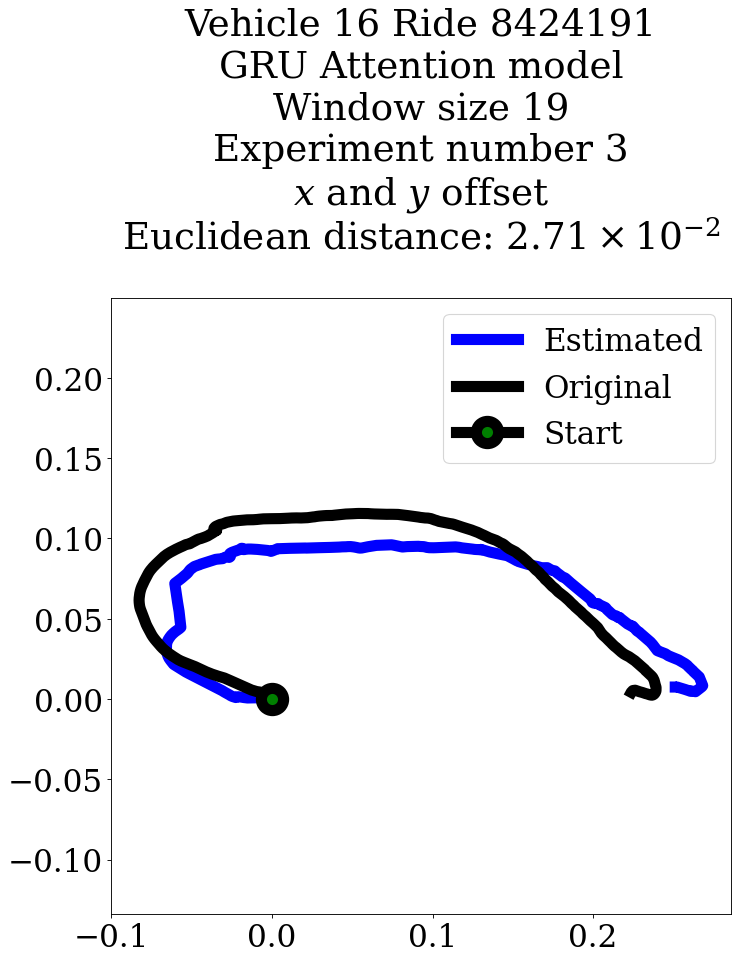 Vehicle 16 Ride 8424191
GRU Attention model
Window size 19
Experiment number 3
x and y offset
Euclidean distance: 2.71 × 10⁻²
Estimated
Original
Start
0.20
0.15
0.10
0.05
0.00
−0.05
−0.10
−0.1
0.0
0.1
0.2